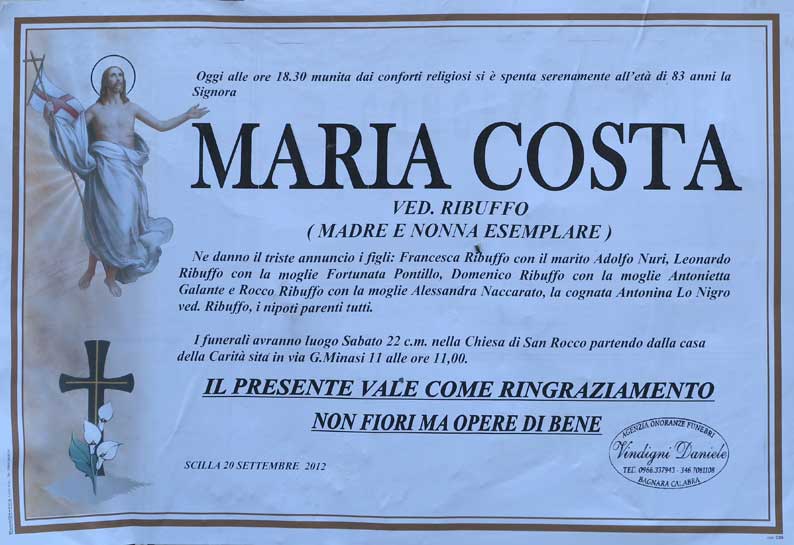 Oggi alle ore 18.30 munita dai conforti religiosi si è spenta serenamente all'età di 83 anni la
Signora
MARIA COSTA
VED. RIBUFFO
( MADRE E NONNA ESEMPLARE )
Ne danno il triste annuncio i figli: Francesca Ribuffo con il marito Adolfo Nuri, Leonardo
Ribuffo con la moglie Fortunata Pontillo, Domenico Ribuffo con la moglie Antonietta
Galante e Rocco Ribuffo con la moglie Alessandra Naccarato, la cognata Antonina Lo Nigro
ved. Ribuffo, i nipoti parenti tutti.
I funerali avranno luogo Sabato 22 c.m. nella Chiesa di San Rocco partendo dalla casa
della Carità sita in via G.Minasi 11 alle ore 11,00.
IL PRESENTE VALE COME RINGRAZIAMENTO
NON FIORI MA OPERE DI BENE
SCILLA 20 SETTEMBRE 2012
AGENZIA ONORANZE FUNEBRI
Vindigni Daniele
TEL. 0966.337943 - 346.7081108
BAGNARA CALABRA